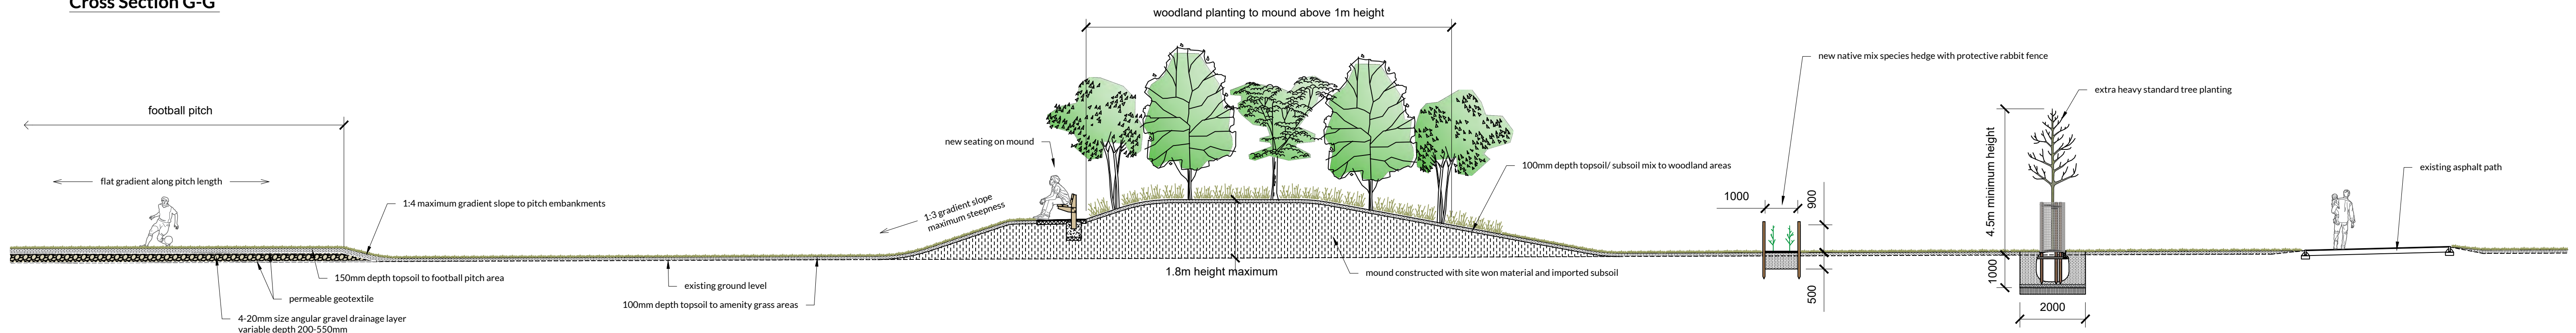 Cross Section G-G
woodland planting to mound above 1m height
new native mix species hedge with protective rabbit fence
extra heavy standard tree planting
football pitch
new seating on mound
4.5m minimum height
100mm depth topsoil/ subsoil mix to woodland areas
existing asphalt path
flat gradient along pitch length
1:4 maximum gradient slope to pitch embankments
1:3 gradient slope
maximum steepness
1000
900
150mm depth topsoil to football pitch area
1.8m height maximum
mound constructed with site won material and imported subsoil
1000
existing ground level
permeable geotextile
500
100mm depth topsoil to amenity grass areas
2000
4-20mm size angular gravel drainage layer
variable depth 200-550mm